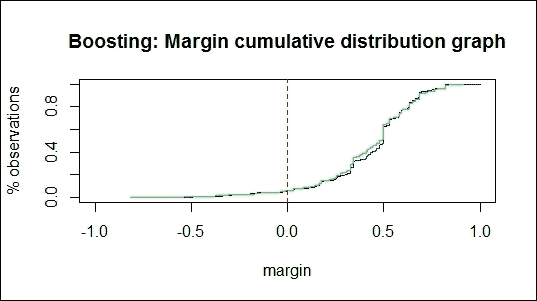 Boosting: Margin cumulative distribution graph
% observations
0.8
0.4
0.0
-1.0 -0.5 0.0 0.5 1.0
margin